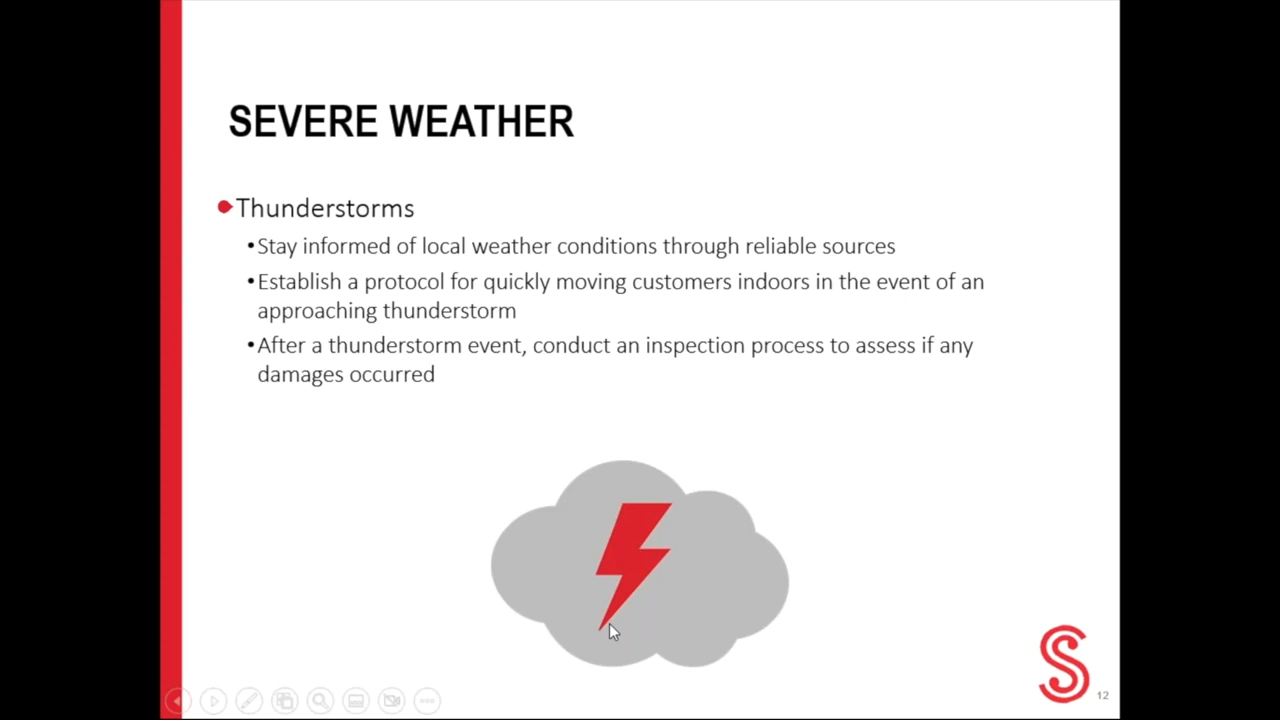 SEVERE WEATHER
Thunderstorms
•Stay informed of local weather conditions through reliable sources
•Establish a protocol for quickly moving customers indoors in the event of an
approaching thunderstorm
•After a thunderstorm event, conduct an inspection process to assess if any
damages occurred
S
12